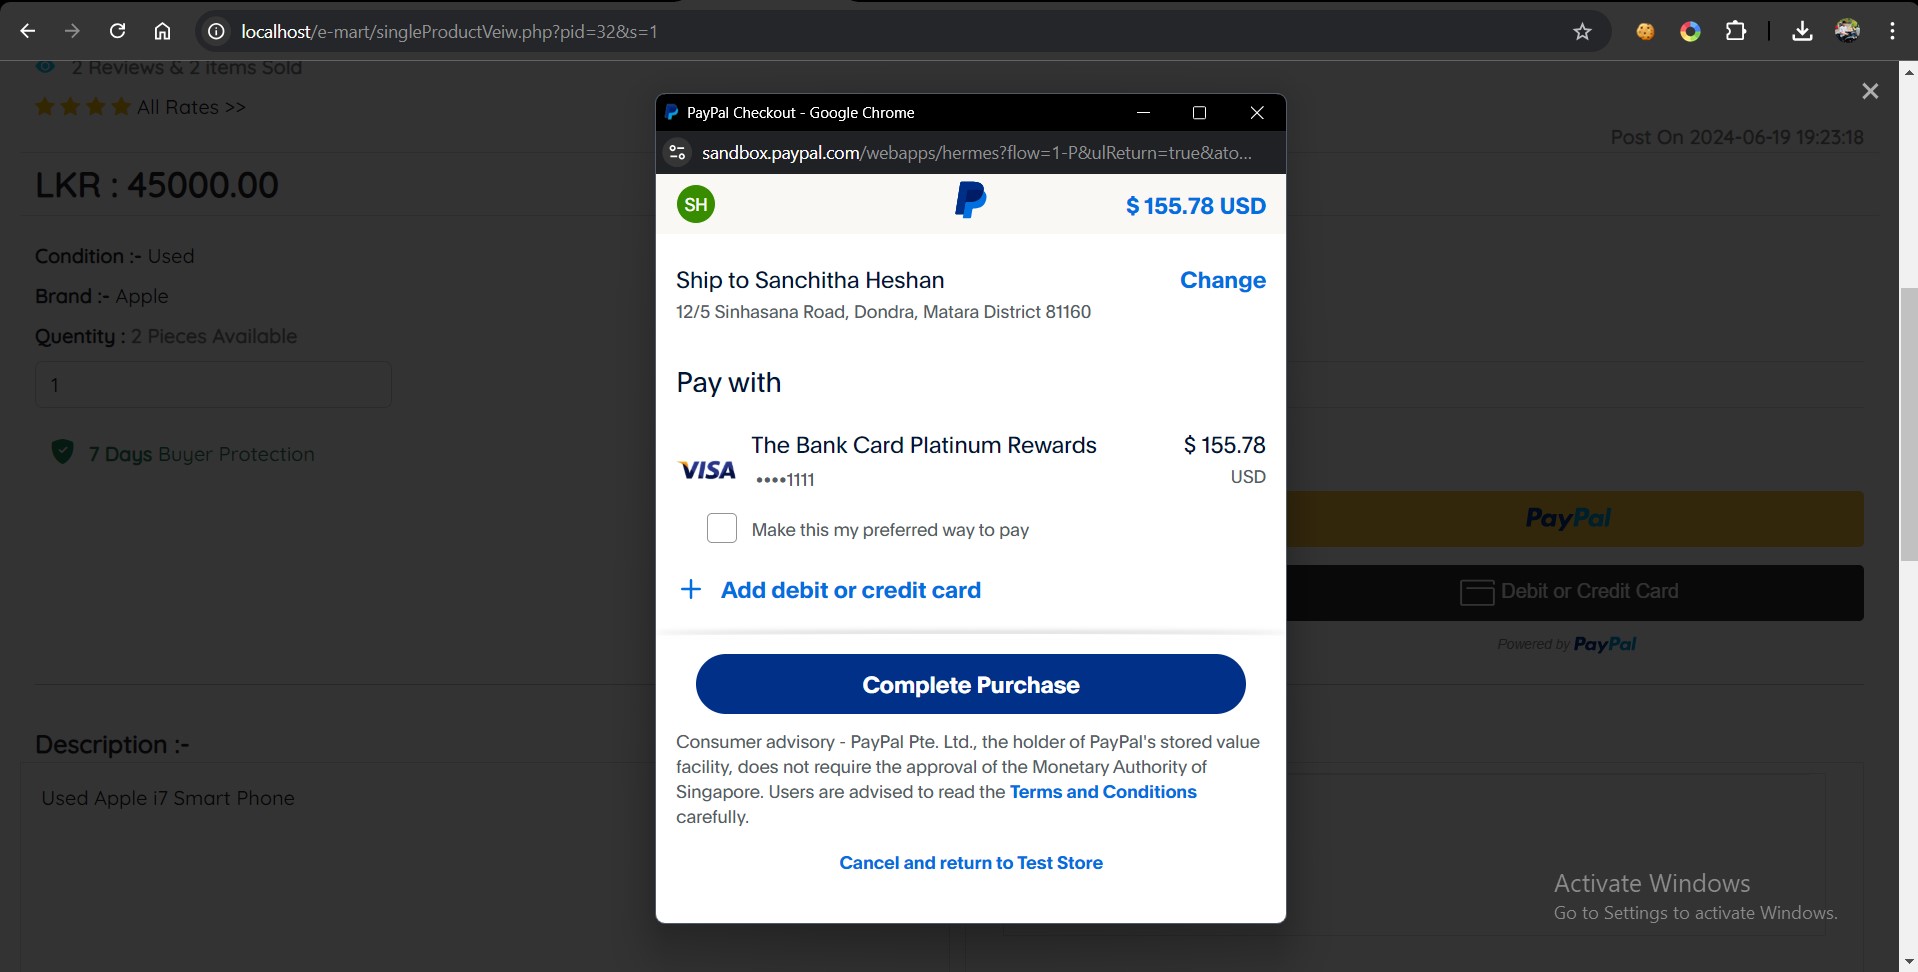 localhost/e-mart/singleProductVeiw.php?pid=32&s=1
2 Reviews & 2 items Sold
All Rates >>
Post On 2024-06-19 19:23:18
LKR : 45000.00
Condition :- Used
Brand :- Apple
Quentity : 2 Pieces Available
1
7 Days Buyer Protection
PayPal
Debit or Credit Card
Powered by PayPal
Description :-
Used Apple i7 Smart Phone
PayPal Checkout - Google Chrome
sandbox.paypal.com/webapps/hermes?flow=1-P&ulReturn=true&ato...
SH
$ 155.78 USD
Ship to Sanchitha Heshan
Change
12/5 Sinhasana Road, Dondra, Matara District 81160
Pay with
The Bank Card Platinum Rewards
$ 155.78
VISA
••••1111
USD
Make this my preferred way to pay
+ Add debit or credit card
Complete Purchase
Consumer advisory - PayPal Pte. Ltd., the holder of PayPal's stored value
facility, does not require the approval of the Monetary Authority of
Singapore. Users are advised to read the Terms and Conditions
carefully.
Cancel and return to Test Store
Activate Windows
Go to Settings to activate Windows.